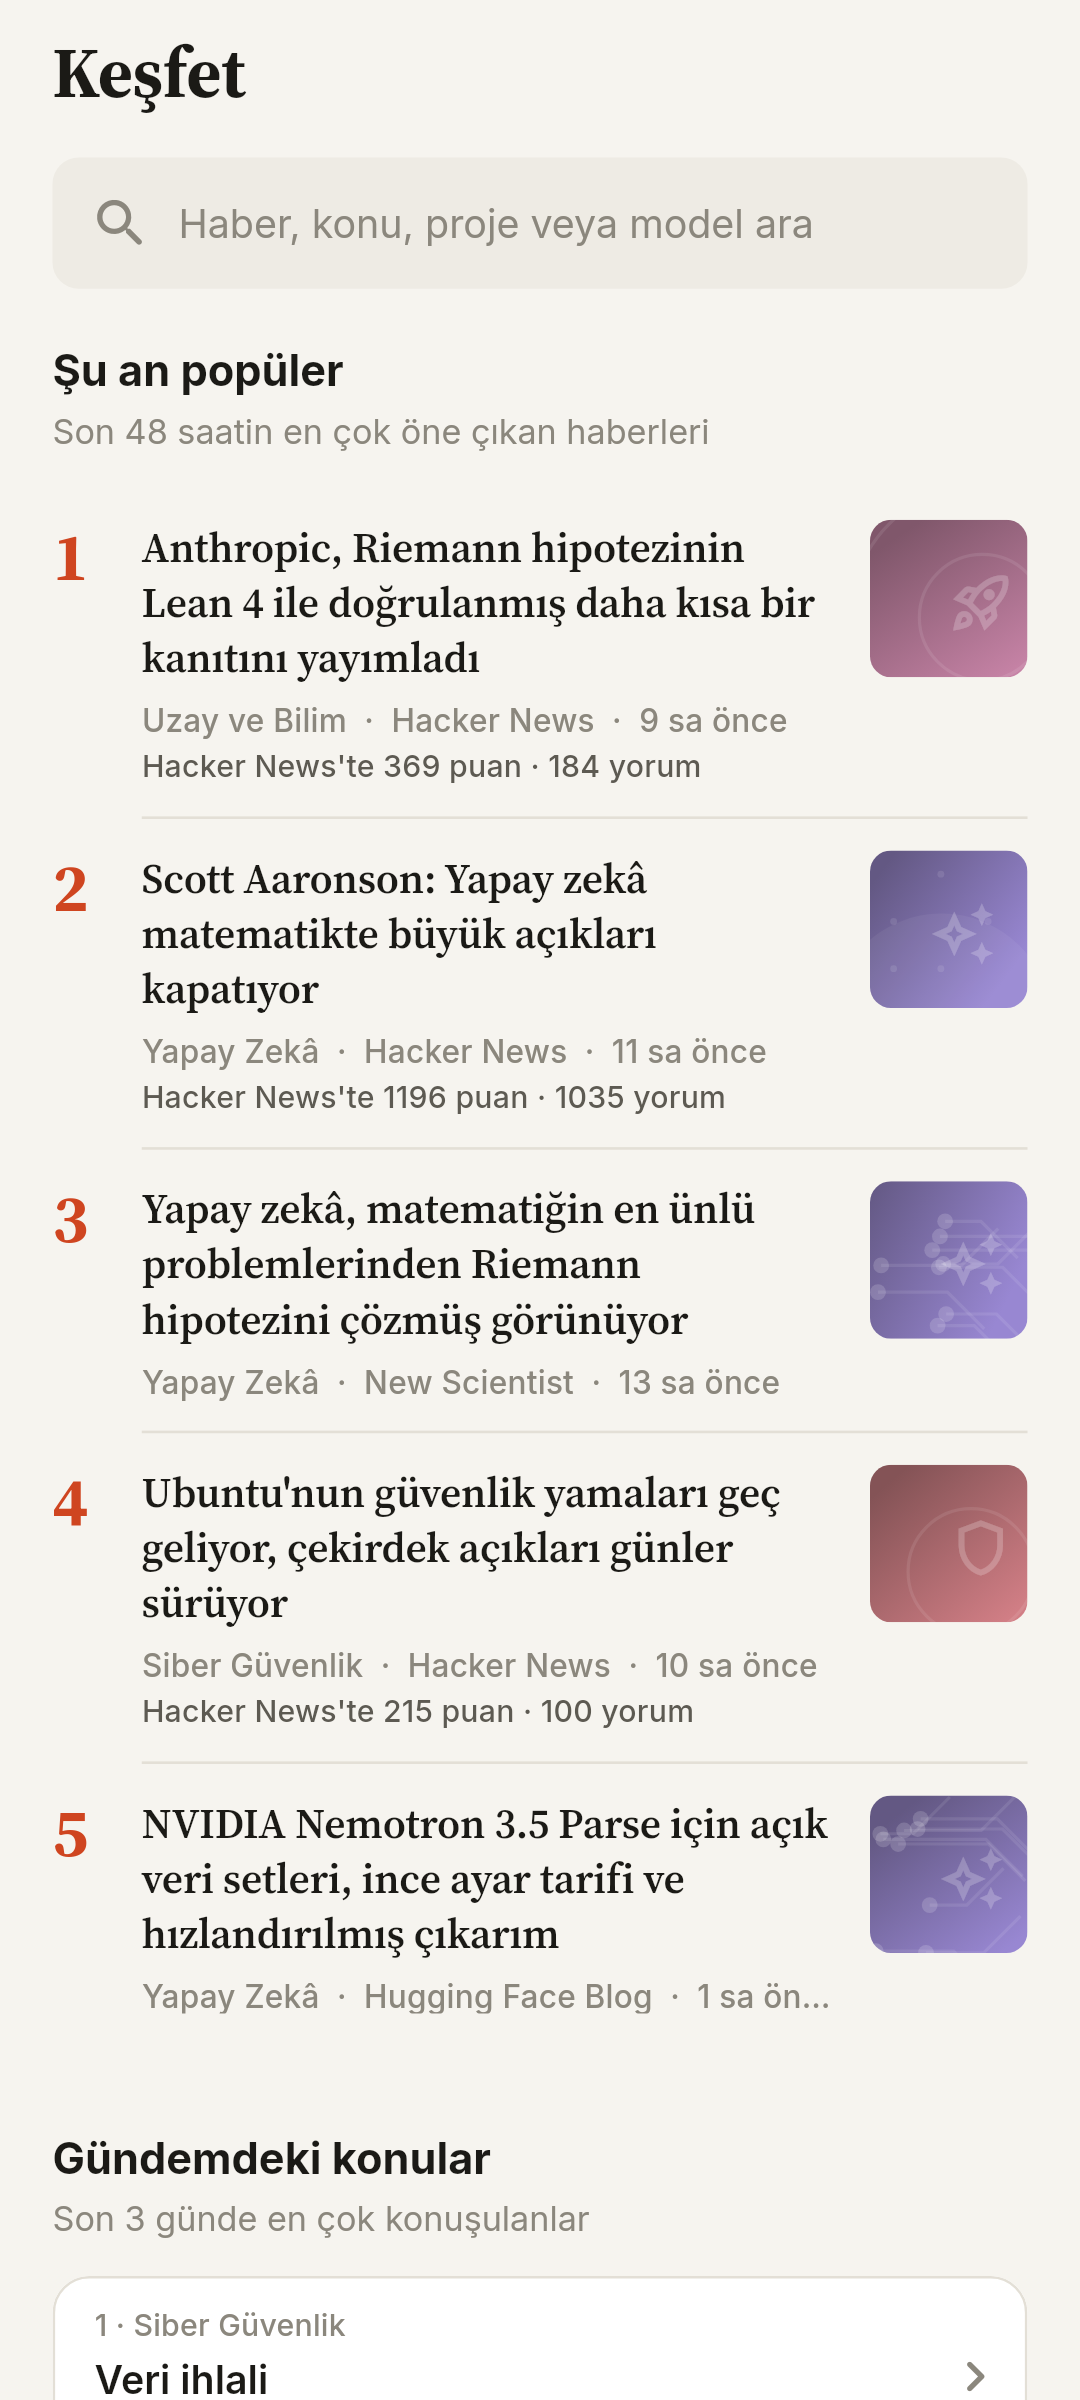 Keşfet
Haber, konu, proje veya model ara
Şu an popüler
Son 48 saatin en çok öne çıkan haberleri
1
Anthropic, Riemann hipotezinin
Lean 4 ile doğrulanmış daha kısa bir
kanıtını yayımladı
Uzay ve Bilim · Hacker News · 9 sa önce
Hacker News'te 369 puan · 184 yorum
2
Scott Aaronson: Yapay zekâ
matematikte büyük açıkları
kapatıyor
Yapay Zekâ · Hacker News · 11 sa önce
Hacker News'te 1196 puan · 1035 yorum
3
Yapay zekâ, matematiğin en ünlü
problemlerinden Riemann
hipotezini çözmüş görünüyor
Yapay Zekâ · New Scientist · 13 sa önce
4
Ubuntu'nun güvenlik yamaları geç
geliyor, çekirdek açıkları günler
sürüyor
Siber Güvenlik · Hacker News · 10 sa önce
Hacker News'te 215 puan · 100 yorum
5
NVIDIA Nemotron 3.5 Parse için açık
veri setleri, ince ayar tarifi ve
hızlandırılmış çıkarım
Yapay Zekâ · Hugging Face Blog · 1 sa ön...
Gündemdeki konular
Son 3 günde en çok konuşulanlar
1 · Siber Güvenlik
Veri ihlali